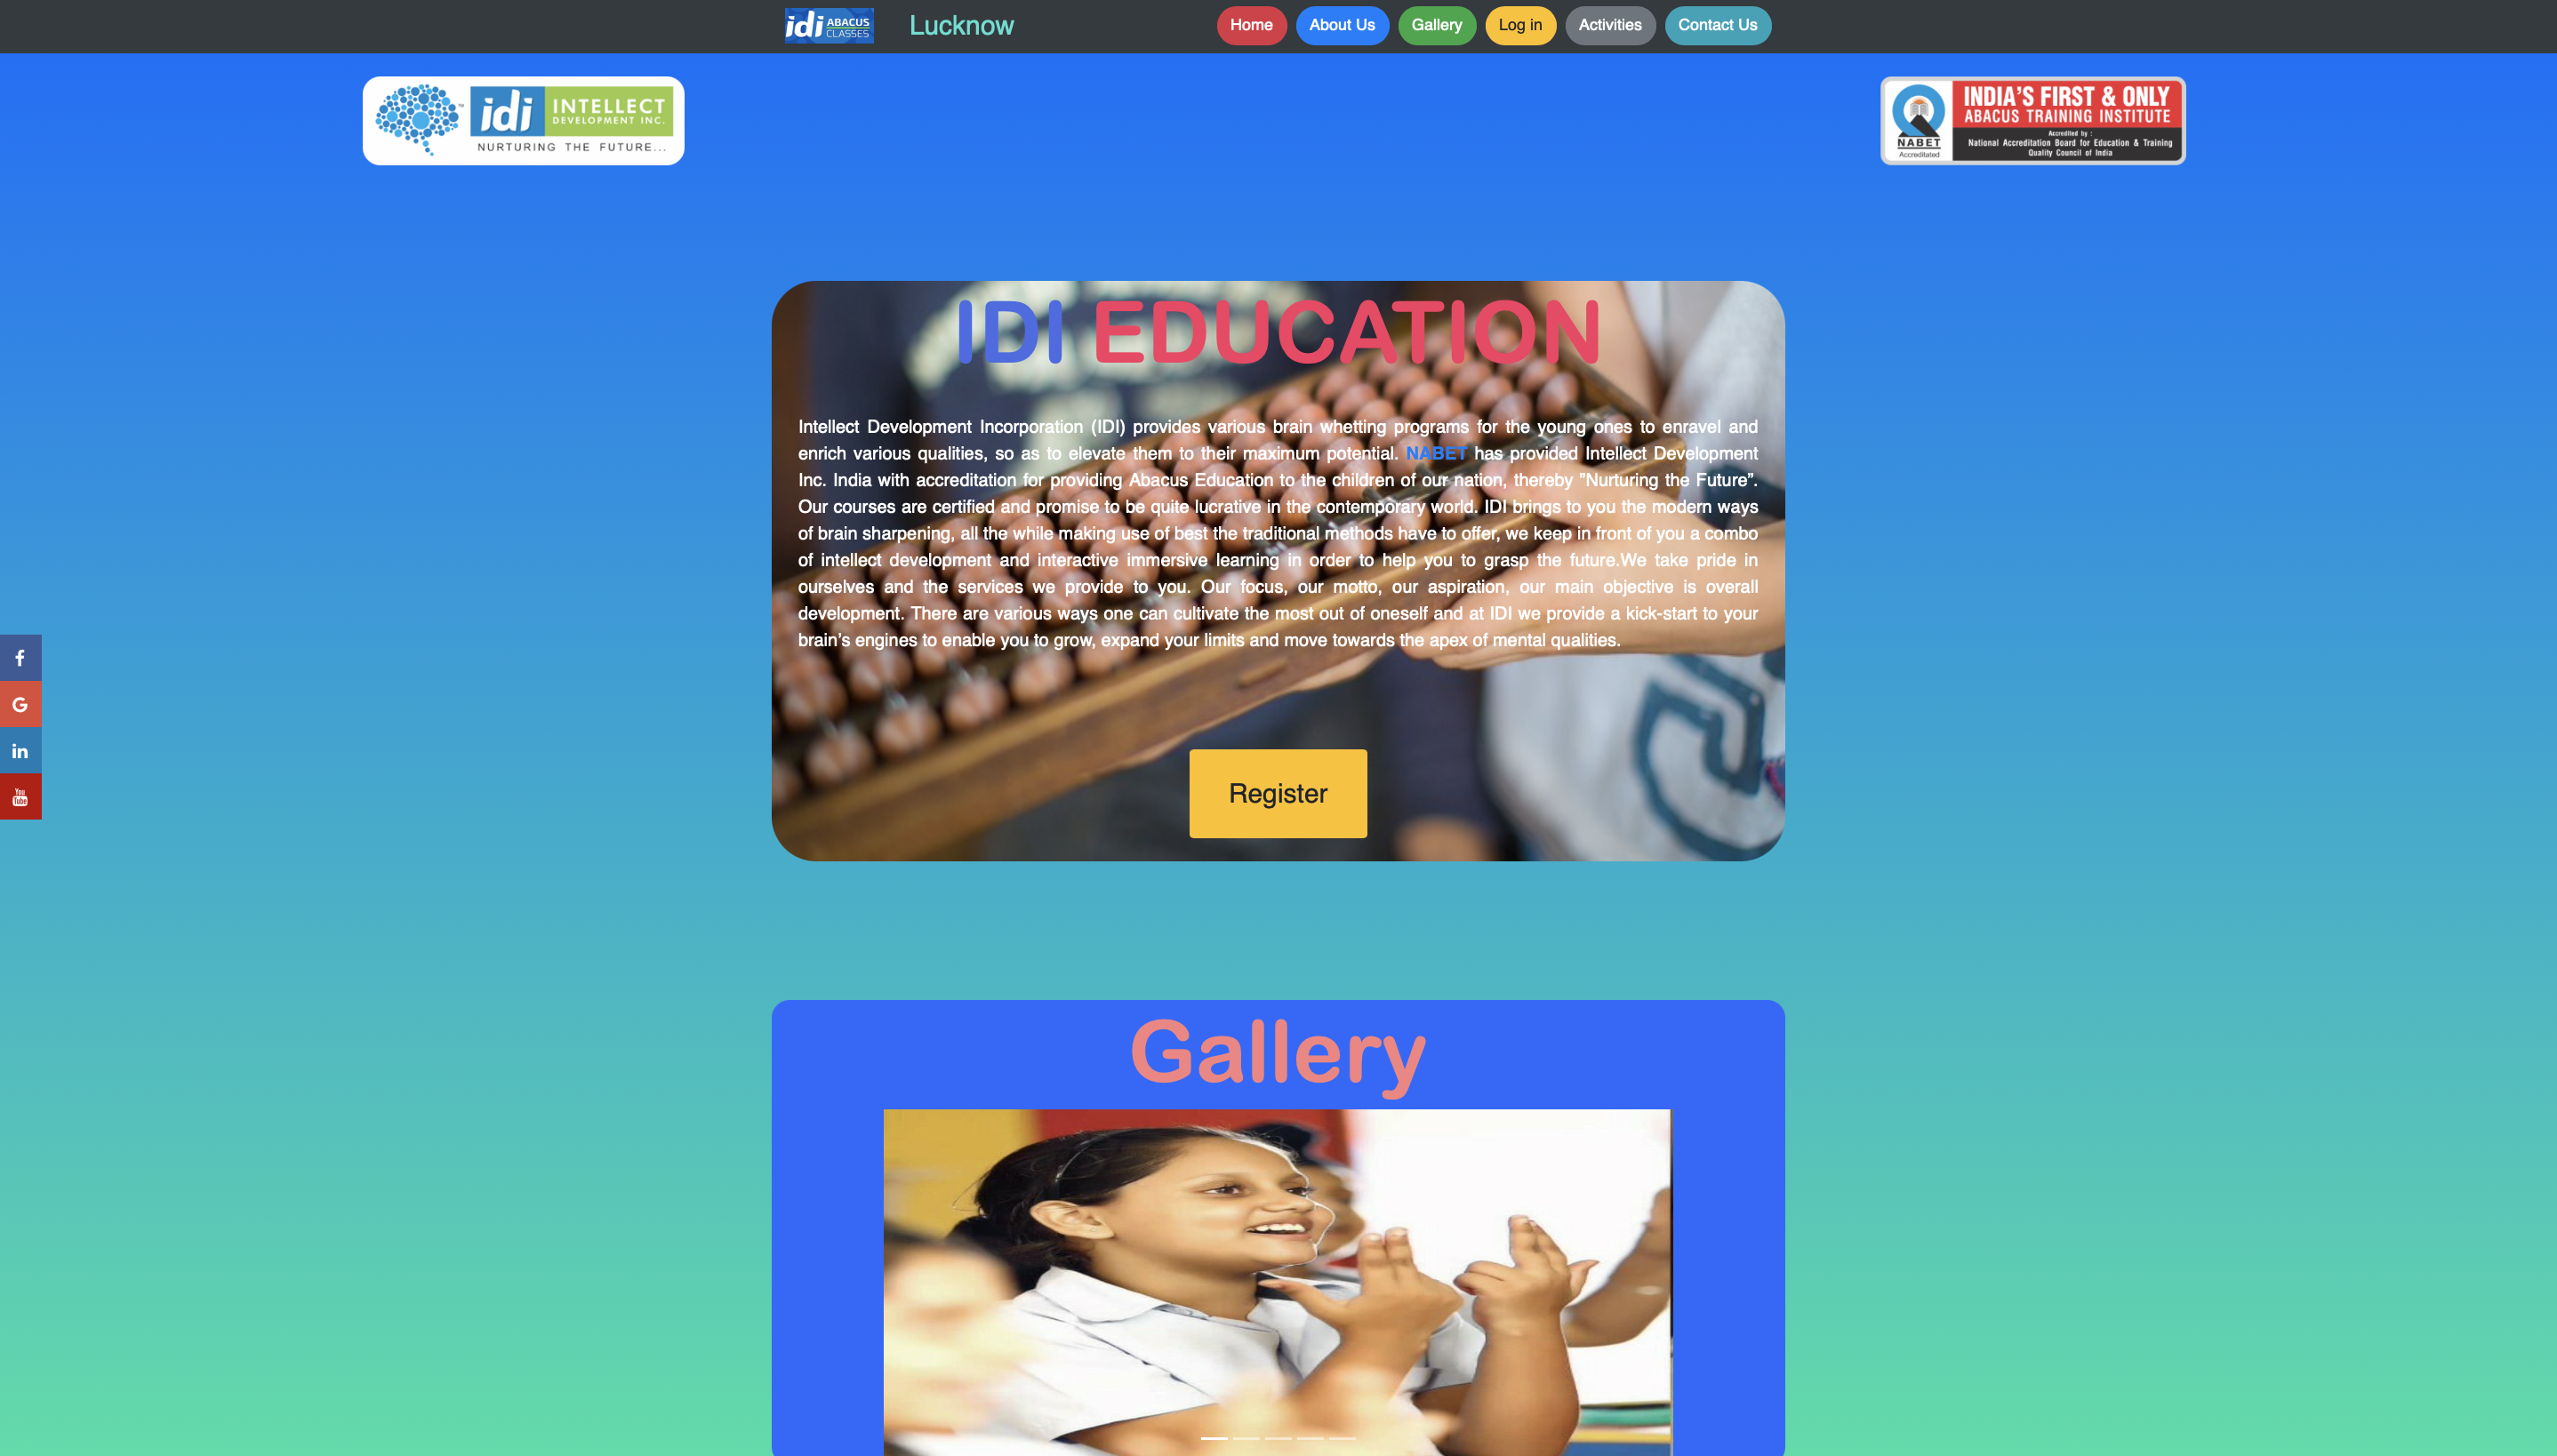 idi ABACUS CLASSES
Lucknow
Home About Us Gallery Log in Activities Contact Us
idi INTELLECT
DEVELOPMENT INC.
NURTURING THE FUTURE...
TM
NABET
Accredited
INDIA'S FIRST & ONLY
ABACUS TRAINING INSTITUTE
Accredited by :
National Accreditation Board for Education & Training
Quality Council of India
IDI EDUCATION
Intellect Development Incorporation (IDI) provides various brain whetting programs for the young ones to enravel and
enrich various qualities, so as to elevate them to their maximum potential. NABET has provided Intellect Development
Inc. India with accreditation for providing Abacus Education to the children of our nation, thereby ”Nurturing the Future”.
Our courses are certified and promise to be quite lucrative in the contemporary world. IDI brings to you the modern ways
of brain sharpening, all the while making use of best the traditional methods have to offer, we keep in front of you a combo
of intellect development and interactive immersive learning in order to help you to grasp the future.We take pride in
ourselves and the services we provide to you. Our focus, our motto, our aspiration, our main objective is overall
development. There are various ways one can cultivate the most out of oneself and at IDI we provide a kick-start to your
brain’s engines to enable you to grow, expand your limits and move towards the apex of mental qualities.
f
G
in
You
Tube
Register
Gallery